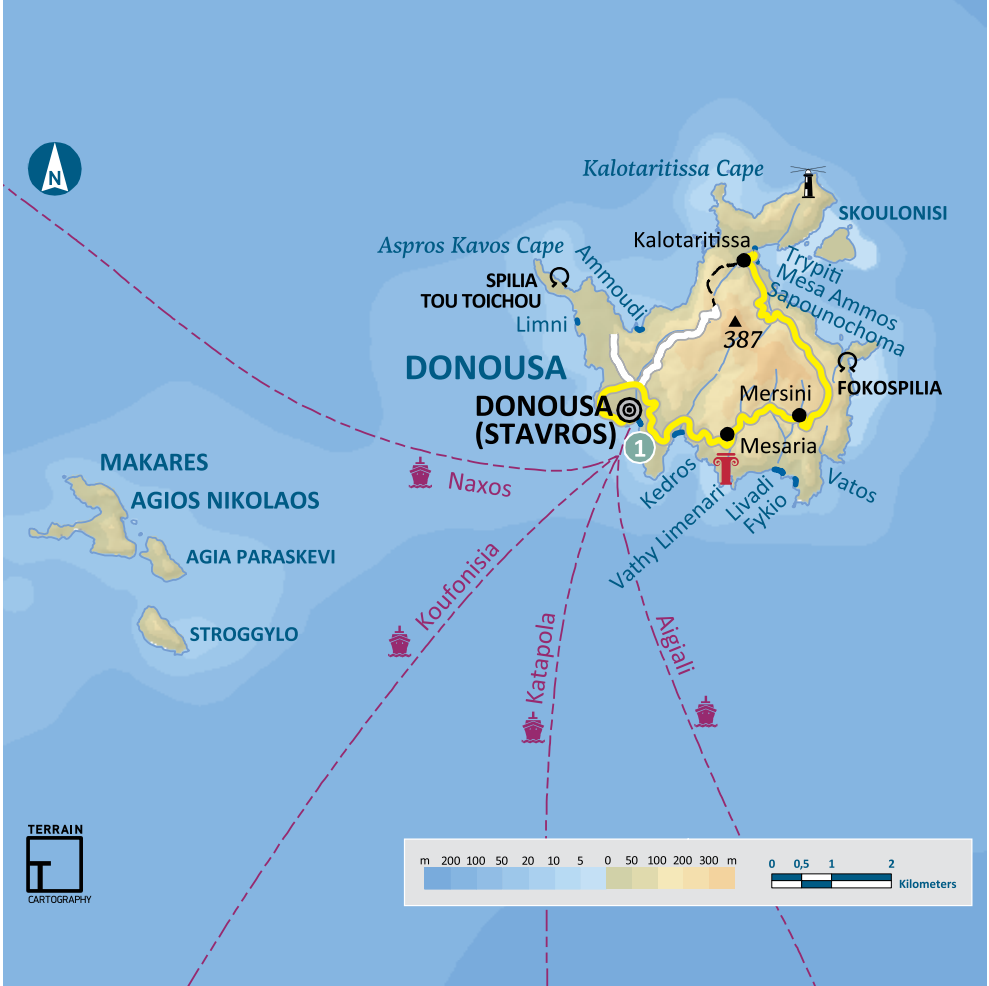 Kalotaritissa Cape
N
SKOULONISI
Kalotaritissa
Aspros Kavos Cape
Ammoudi
Trypiti
Mesa Ammos
Sapounochoma
SPILIA
TOU TOICHOU
Limni
387
DONOUSA
FOKOSPILIA
Mersini
DONOUSA
(STAVROS)
1
Mesaria
MAKARES
Naxos
Kedros
Vathy Limenari
Livadi
Fykio
Vatos
AGIOS NIKOLAOS
AGIA PARASKEVI
Koufonisia
STROGGYLO
Katapola
Aigiali
TERRAIN
T
CARTOGRAPHY
m 200 100 50 20 10 5 0 50 100 200 300 m
0 0,5 1 2
Kilometers